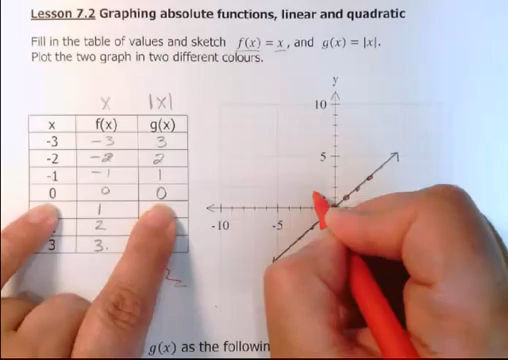 Lesson 7.2 Graphing absolute functions, linear and quadratic
Fill in the table of values and sketch f(x) = x, and g(x) = |x|.
Plot the two graph in two different colours.
x |x|
x f(x) g(x)
-3 -3 3
-2 -2 2
-1 -1 1
0 0 0
1
2
3 3.
y
10
5
-10 -5
g(x) as the followin